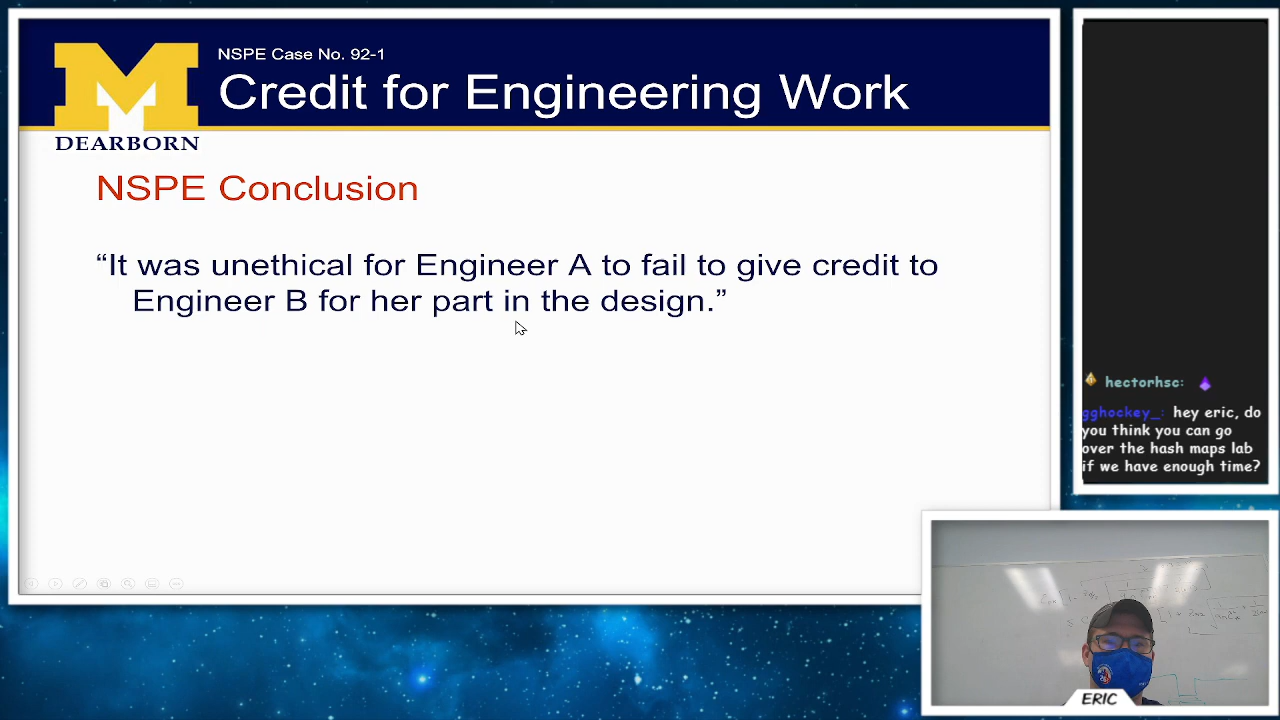 NSPE Case No. 92-1
Credit for Engineering Work
M
DEARBORN
NSPE Conclusion
“It was unethical for Engineer A to fail to give credit to
Engineer B for her part in the design.”
hectorhsc:
gghockey_: hey eric, do
you think you can go
over the hash maps lab
if we have enough time?
ERIC